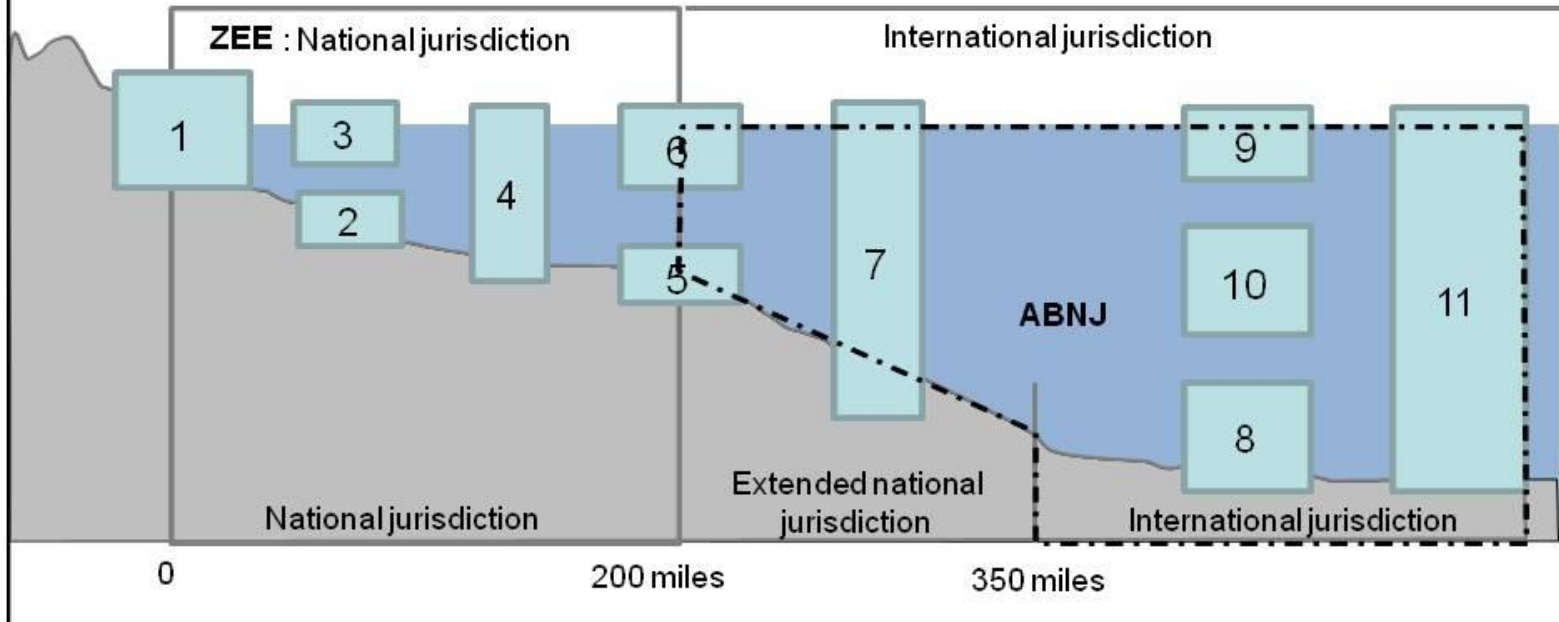 ZEE : National jurisdiction
International jurisdiction
1
3
2
4
6
5
7
9
10
8
11
ABNJ
National jurisdiction
Extended national
jurisdiction
International jurisdiction
0
200 miles
350 miles